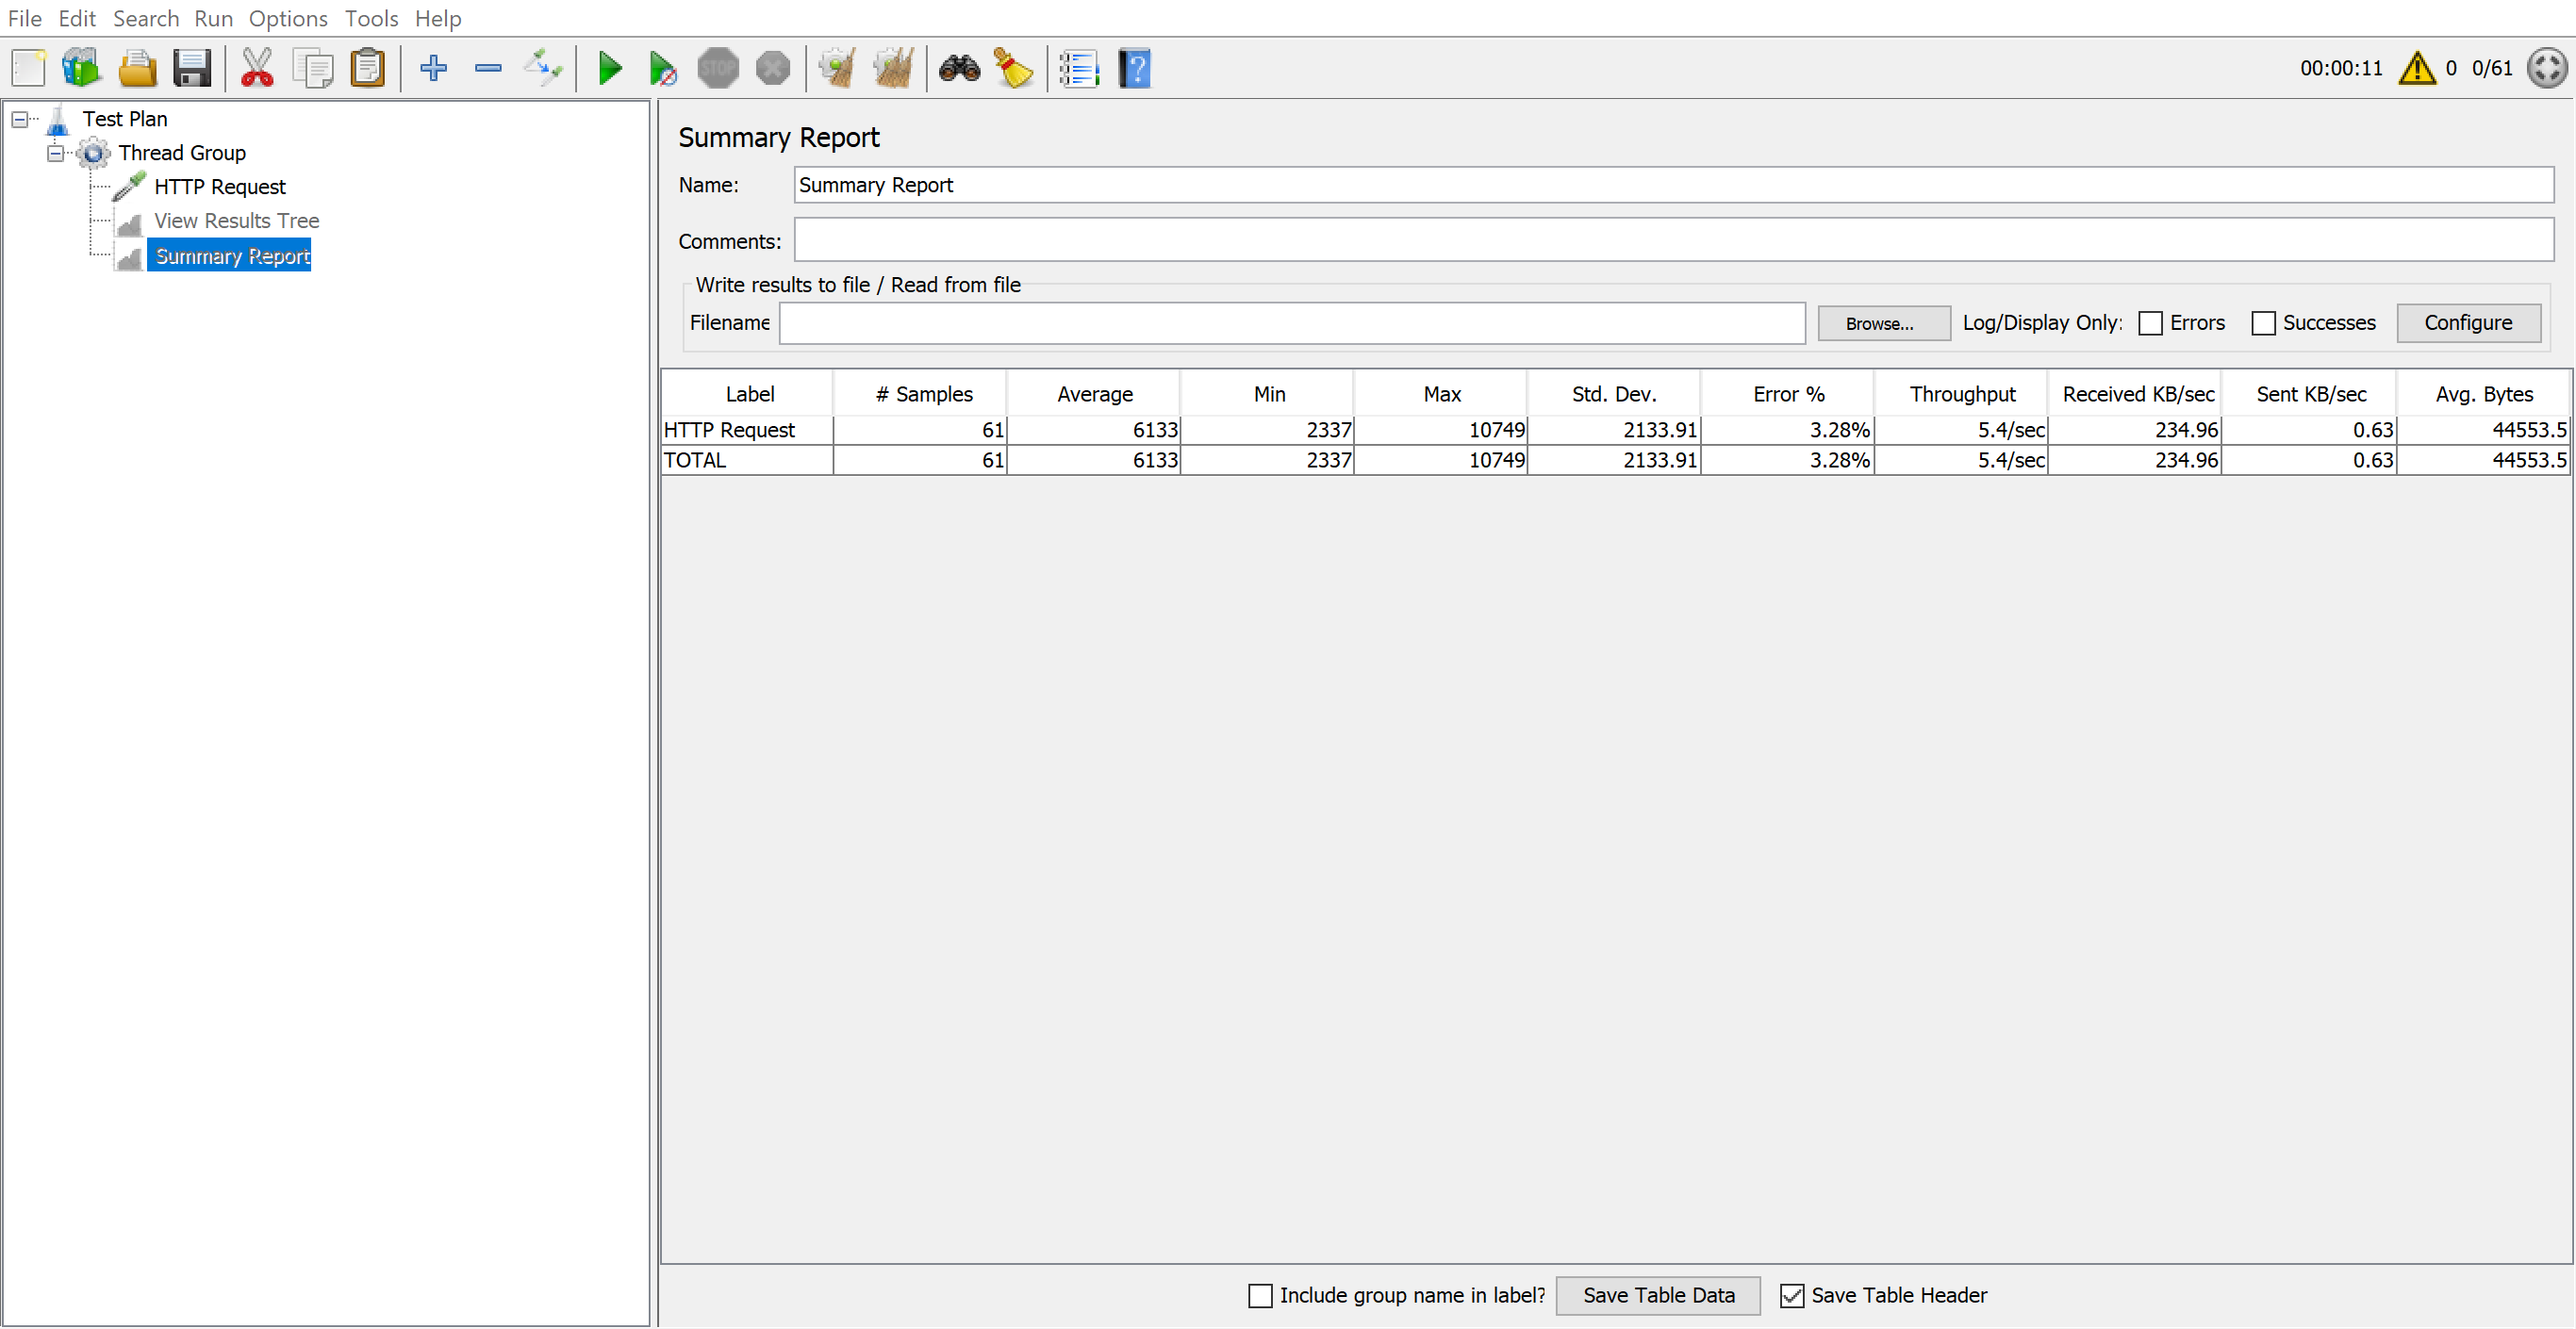 File Edit Search Run Options Tools Help
STOP
?
00:00:11 0 0/61
Test Plan
Thread Group
HTTP Request
View Results Tree
Summary Report
Summary Report
Name: Summary Report
Comments:
Write results to file / Read from file
Filename Browse... Log/Display Only: Errors Successes Configure
Label # Samples Average Min Max Std. Dev. Error % Throughput Received KB/sec Sent KB/sec Avg. Bytes
HTTP Request 61 6133 2337 10749 2133.91 3.28% 5.4/sec 234.96 0.63 44553.5
TOTAL 61 6133 2337 10749 2133.91 3.28% 5.4/sec 234.96 0.63 44553.5
Include group name in label? Save Table Data Save Table Header